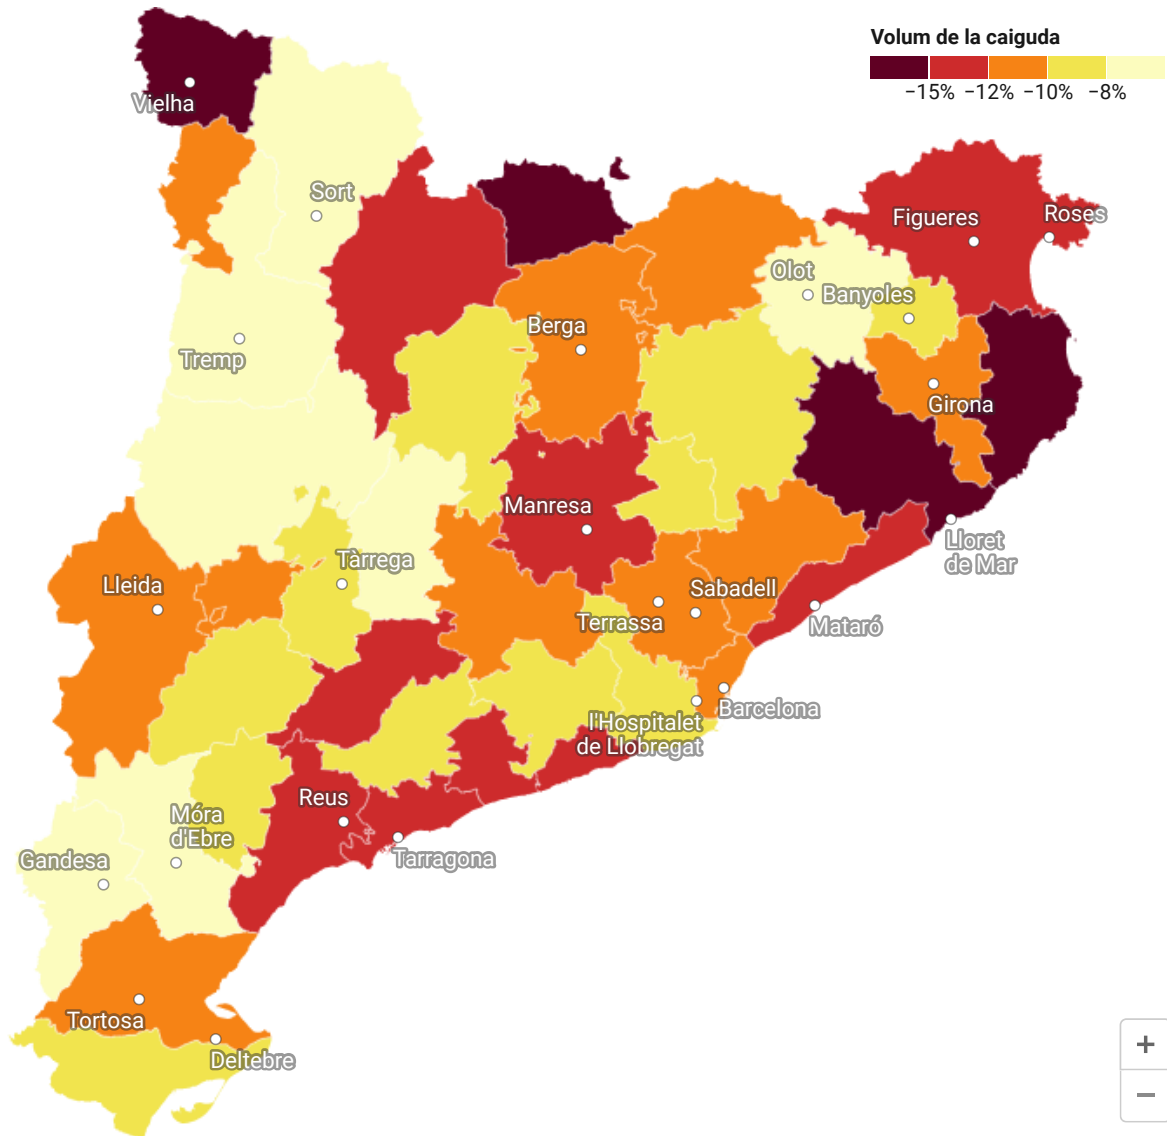 Volum de la caiguda
−15%
−12%
−10%
−8%
Vielha
Sort
Figueres
Roses
Olot
Banyoles
Berga
Tremp
Girona
Manresa
Lloret
de Mar
Tàrrega
Lleida
Sabadell
Terrassa
Mataró
Barcelona
l'Hospitalet
de Llobregat
Reus
Móra
d'Ebre
Gandesa
Tarragona
Tortosa
Deltebre
+
−